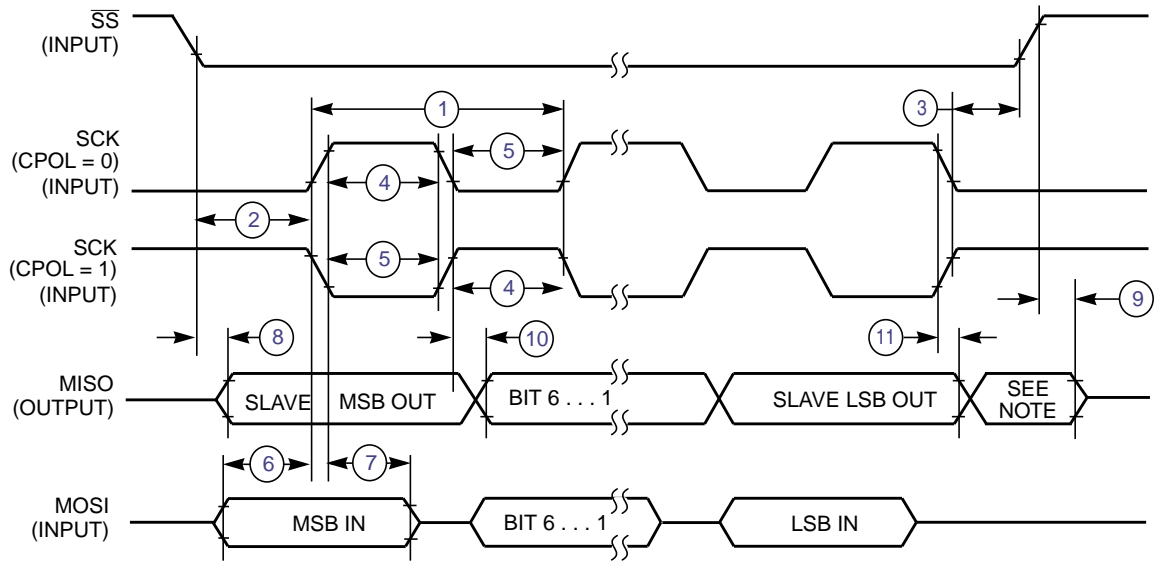 SS
(INPUT)
1
3
SCK
(CPOL = 0)
(INPUT)
5
4
2
SCK
(CPOL = 1)
(INPUT)
5
4
9
8
10
11
MISO
(OUTPUT)
SLAVE MSB OUT
BIT 6 . . . 1
SLAVE LSB OUT
SEE
NOTE
6
7
MOSI
(INPUT)
MSB IN
BIT 6 . . . 1
LSB IN